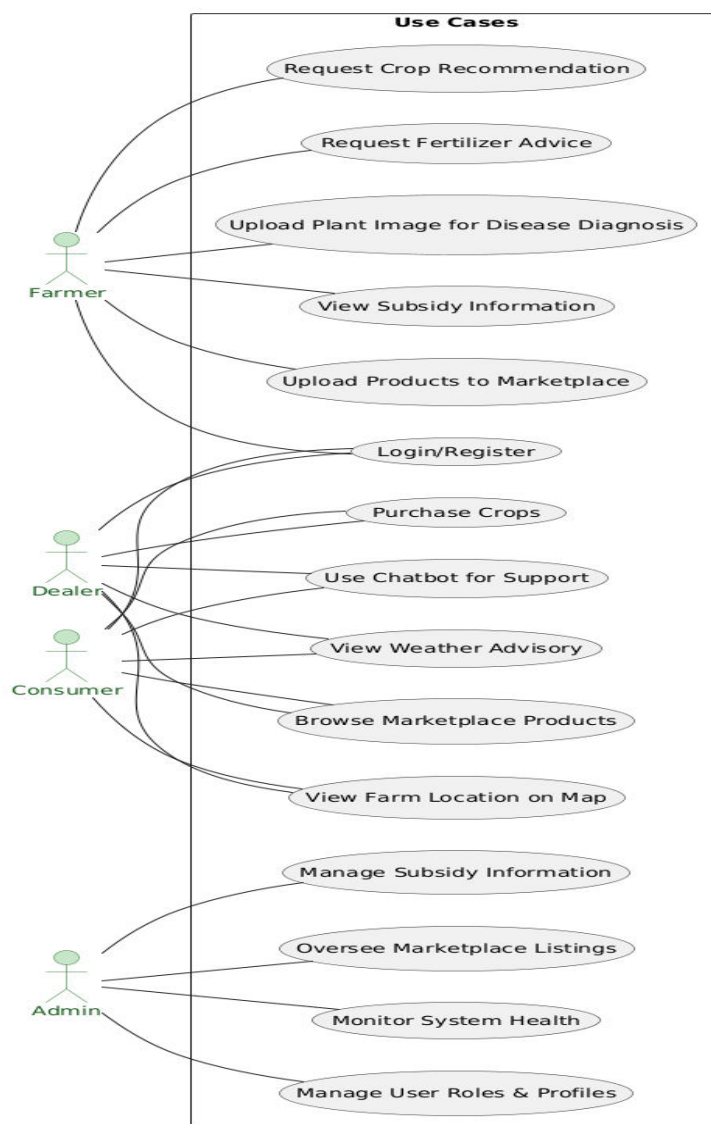 Use Cases
Request Crop Recommendation
Request Fertilizer Advice
Upload Plant Image for Disease Diagnosis
Farmer
View Subsidy Information
Upload Products to Marketplace
Login/Register
Purchase Crops
Use Chatbot for Support
Dealer
View Weather Advisory
Consumer
Browse Marketplace Products
View Farm Location on Map
Manage Subsidy Information
Oversee Marketplace Listings
Admin
Monitor System Health
Manage User Roles & Profiles